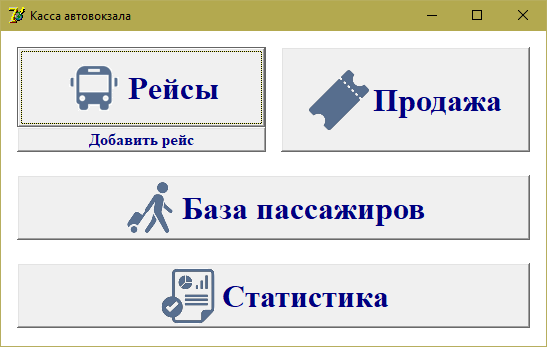 Касса автовокзала
Рейсы
Продажа
Добавить рейс
База пассажиров
Статистика